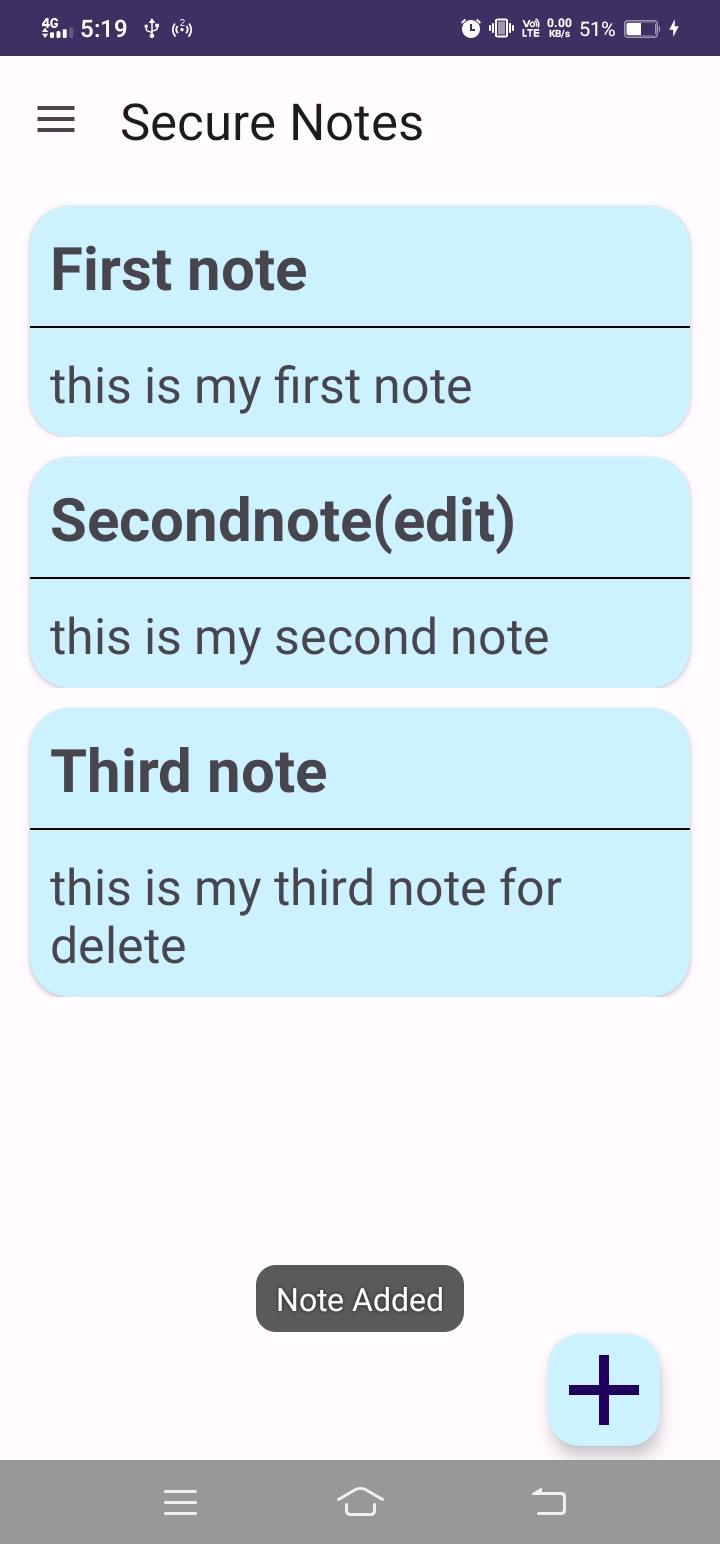 4G 5:19 2 Vo) LTE 0.00 KB/s 51%
Secure Notes
First note
this is my first note
Secondnote(edit)
this is my second note
Third note
this is my third note for
delete
Note Added